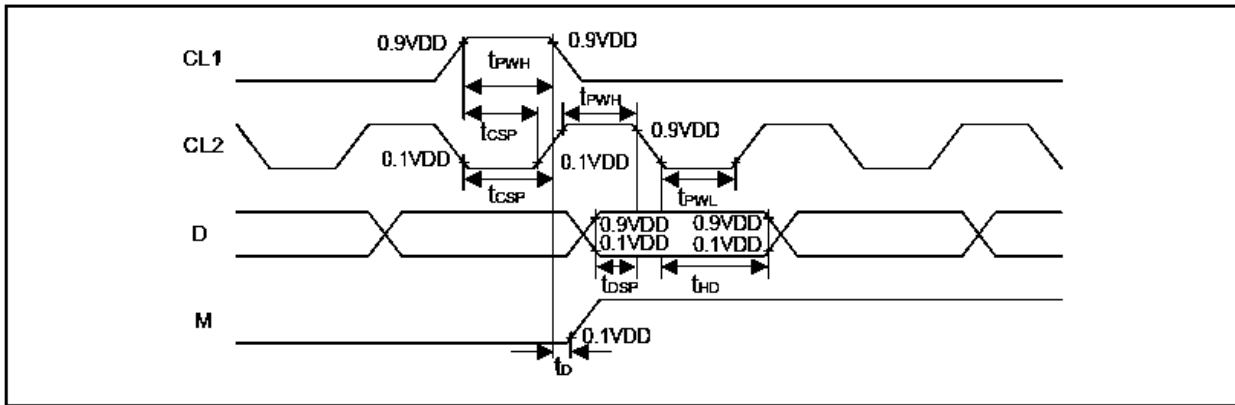 CL1
0.9VDD
0.9VDD
tPWH
tPWH
tCSP
CL2
0.9VDD
0.1VDD
0.1VDD
tCSP
tPWL
D
0.9VDD
0.9VDD
0.1VDD
0.1VDD
tDSP
tHD
M
0.1VDD
tD